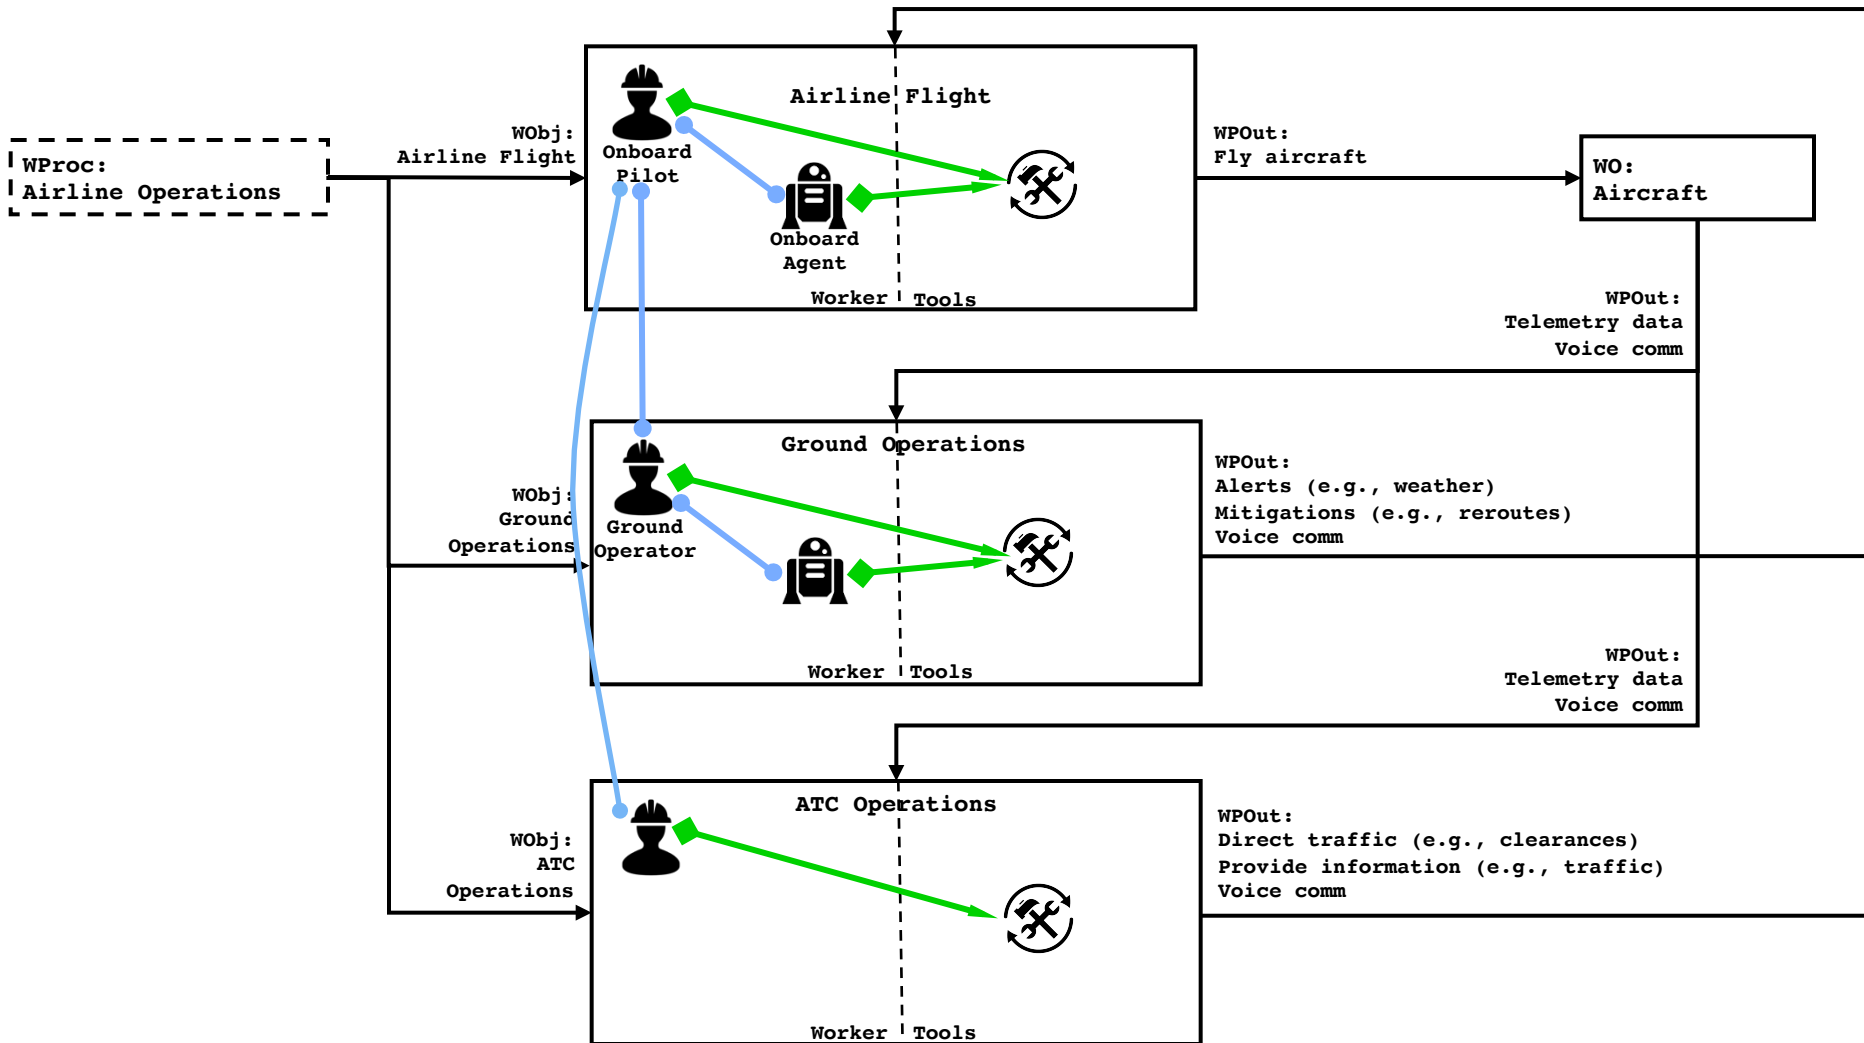 Airline Flight
WObj:
Airline Flight
WProc:
Airline Operations
Onboard
Pilot
Onboard
Agent
Worker
Tools
WPOut:
Fly aircraft
WO:
Aircraft
WPOut:
Telemetry data
Voice comm
Ground Operations
WObj:
Ground
Operations
Ground
Operator
Worker
Tools
WPOut:
Alerts (e.g., weather)
Mitigations (e.g., reroutes)
Voice comm
WPOut:
Telemetry data
Voice comm
ATC Operations
WObj:
ATC
Operations
Worker
Tools
WPOut:
Direct traffic (e.g., clearances)
Provide information (e.g., traffic)
Voice comm